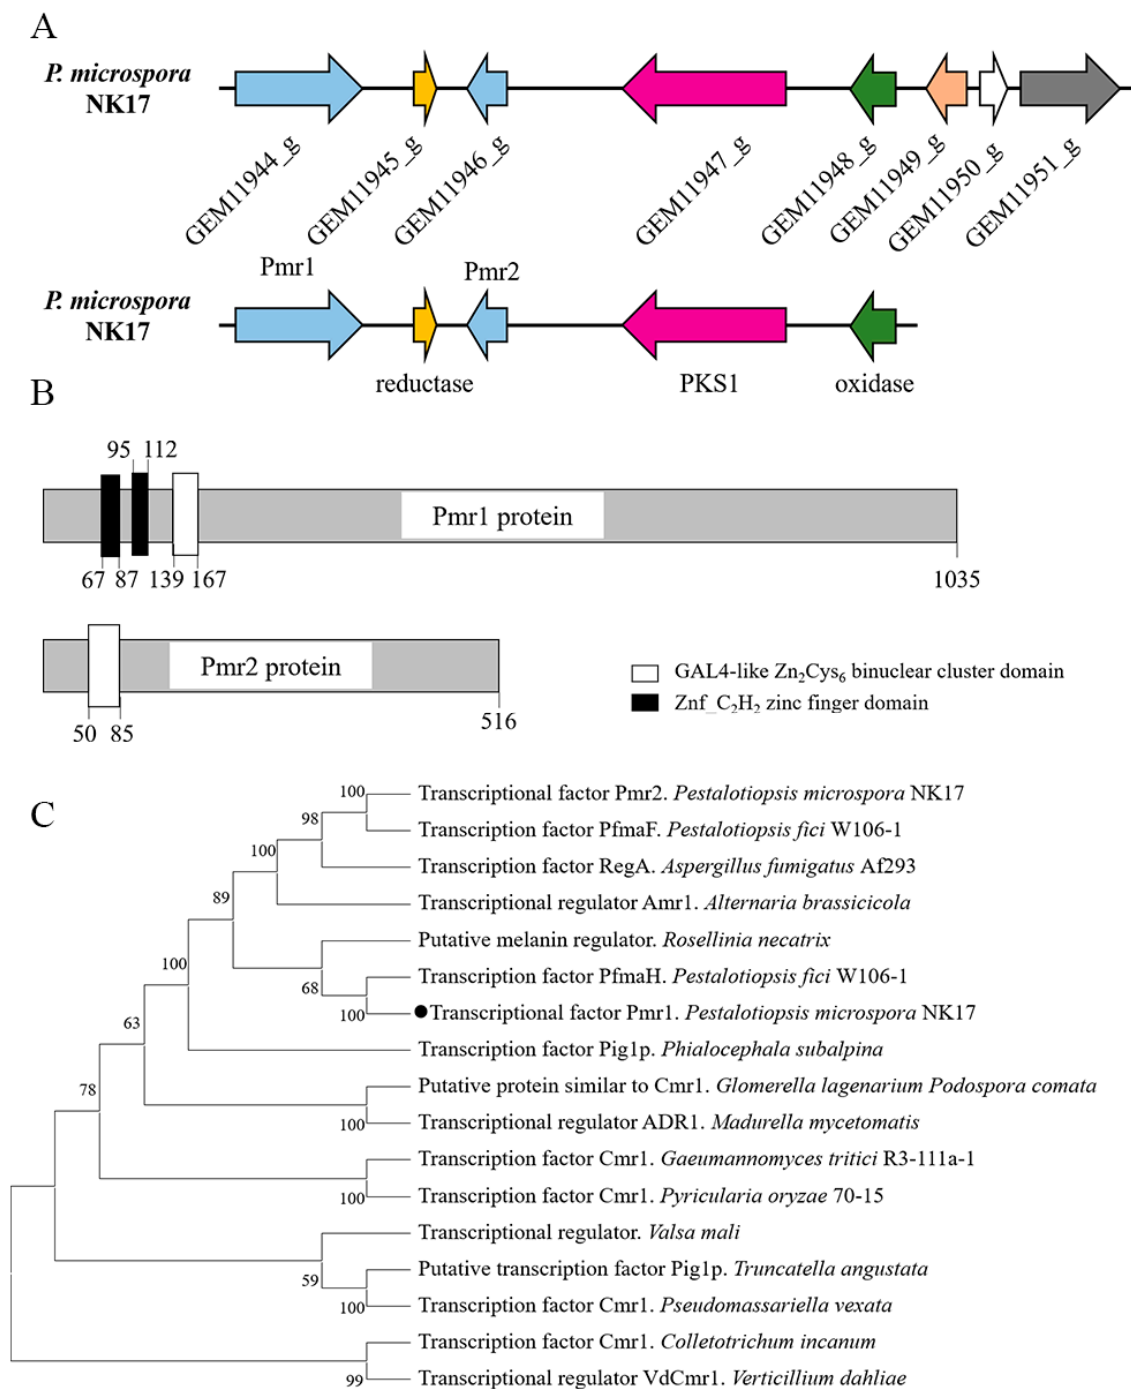 A
P. microspora
NK17
GEM11944_g
GEM11945_g
GEM11946_g
GEM11947_g
GEM11948_g
GEM11949_g
GEM11950_g
GEM11951_g
Pmr1
Pmr2
P. microspora
NK17
reductase
PKS1
oxidase
B
95 112
Pmr1 protein
67 87 139 167
1035
Pmr2 protein
50 85
516
GAL4-like Zn₂Cys₆ binuclear cluster domain
Znf_C₂H₂ zinc finger domain
C
100
Transcriptional factor Pmr2. Pestalotiopsis microspora NK17
98
Transcription factor PfmaF. Pestalotiopsis fici W106-1
100
Transcription factor RegA. Aspergillus fumigatus Af293
89
Transcriptional regulator Amr1. Alternaria brassicicola
Putative melanin regulator. Rosellinia necatrix
100
68
Transcription factor PfmaH. Pestalotiopsis fici W106-1
100
Transcriptional factor Pmr1. Pestalotiopsis microspora NK17
63
Transcription factor Pig1p. Phialocephala subalpina
78
Putative protein similar to Cmr1. Glomerella lagenarium Podospora comata
100
Transcriptional regulator ADR1. Madurella mycetomatis
Transcription factor Cmr1. Gaeumannomyces tritici R3-111a-1
100
Transcription factor Cmr1. Pyricularia oryzae 70-15
Transcriptional regulator. Valsa mali
59
Putative transcription factor Pig1p. Truncatella angustata
100
Transcription factor Cmr1. Pseudomassariella vexata
Transcription factor Cmr1. Colletotrichum incanum
99
Transcriptional regulator VdCmr1. Verticillium dahliae